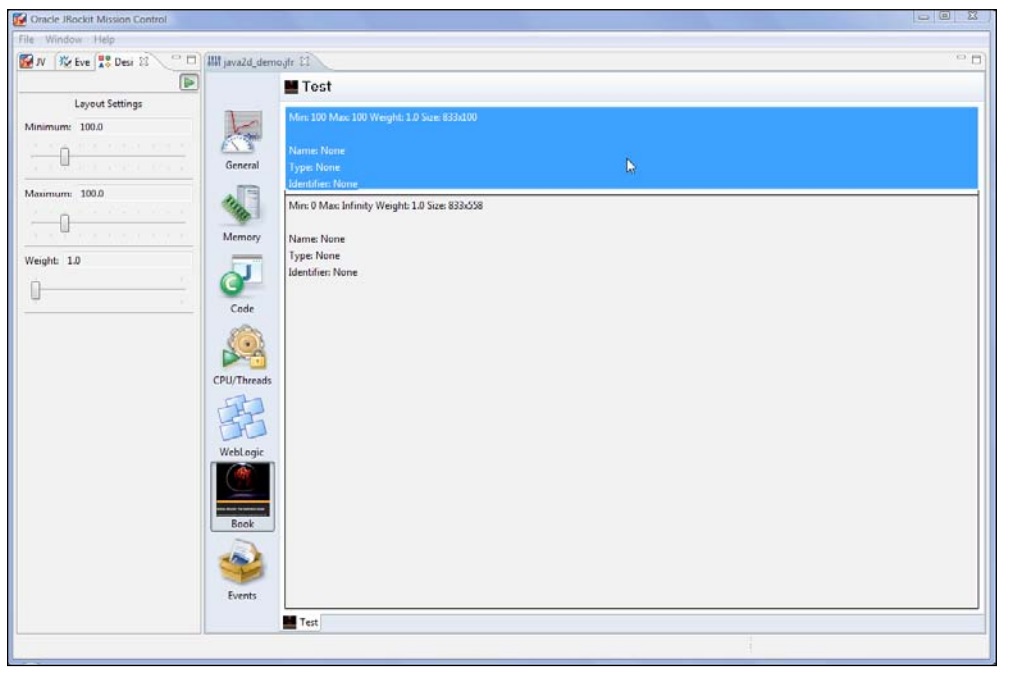 Oracle JRockit Mission Control
File Window Help
JV Eve Desi
java2d_demo.jfr
Layout Settings
Minimum: 100.0
Maximum: 100.0
Weight: 1.0
General
Memory
Code
CPU/Threads
WebLogic
Book
Events
Test
Min: 100 Max: 100 Weight: 1.0 Size: 833x100
Name: None
Type: None
Identifier: None
Min: 0 Max: Infinity Weight: 1.0 Size: 833x558
Name: None
Type: None
Identifier: None
Test